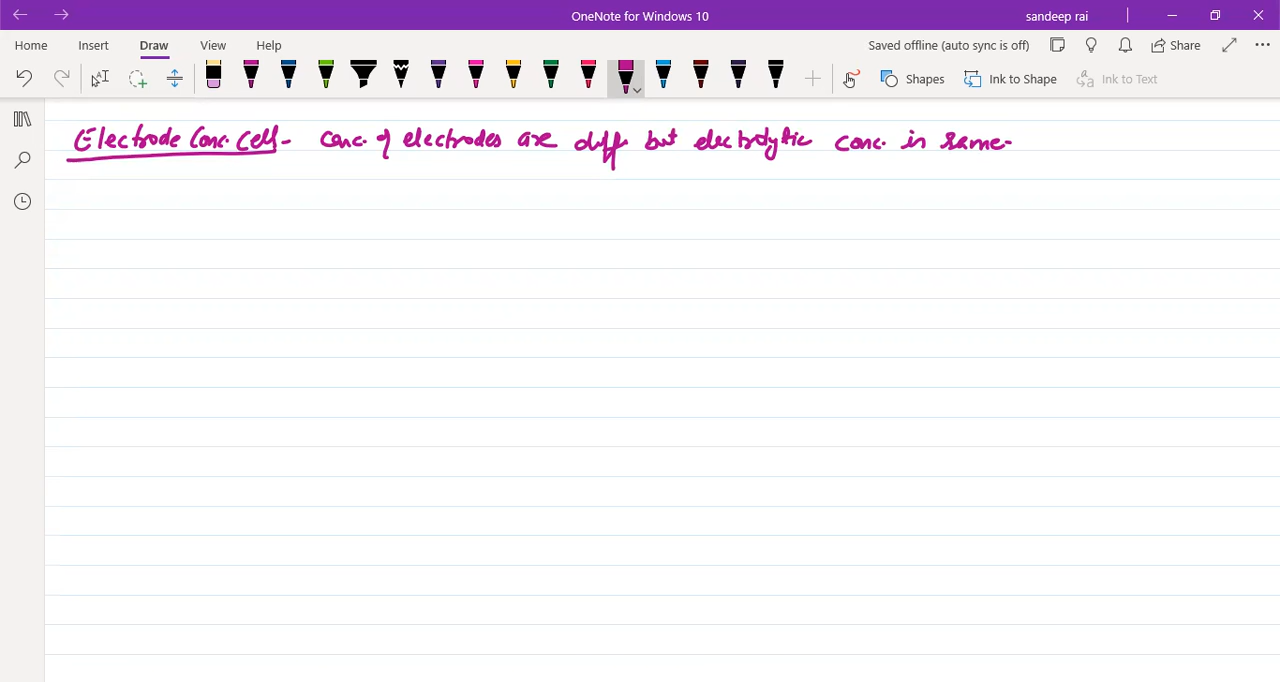 OneNote for Windows 10
sandeep rai
Home Insert Draw View Help
Saved offline (auto sync is off) Share
Shapes Ink to Shape Ink to Text
Electrode Conc. Cell - Conc. of electrodes are diff but electrolytic conc. in same.